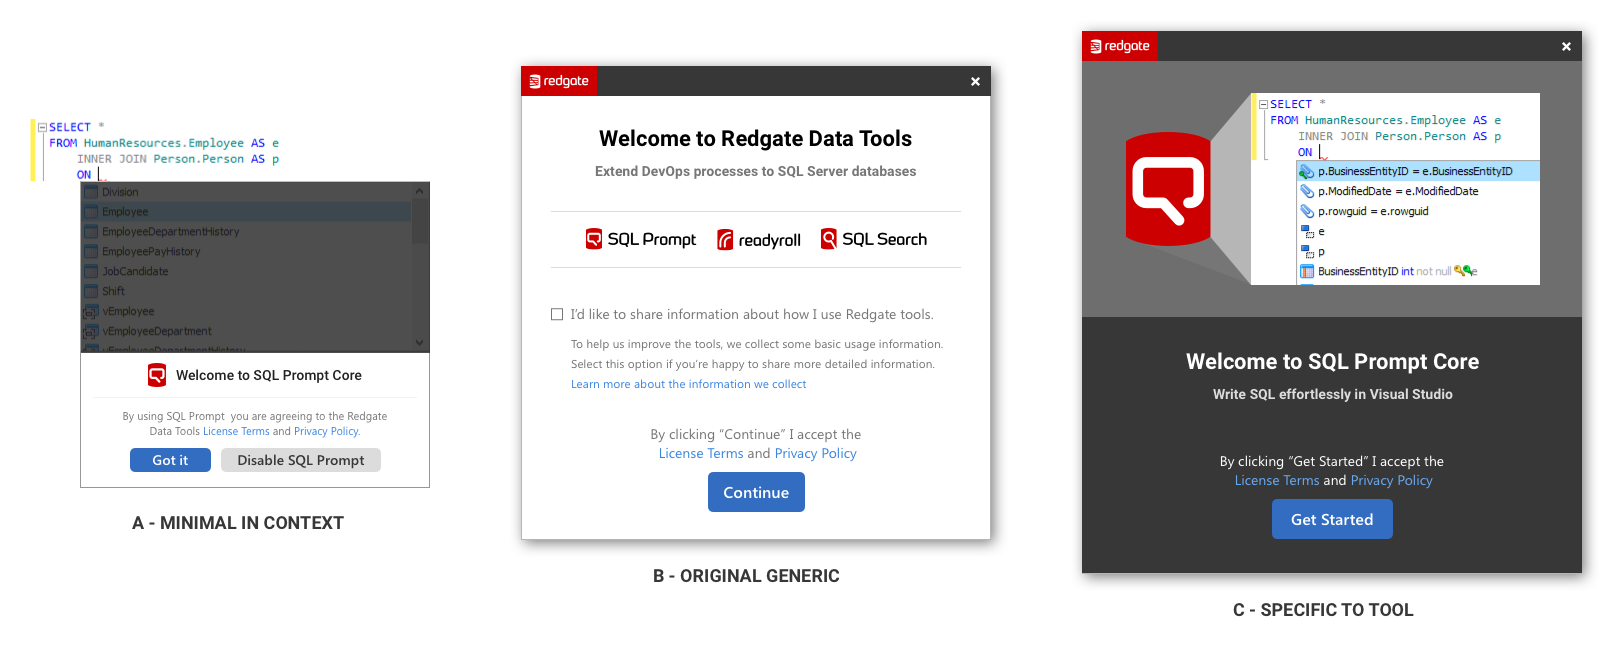 SELECT *
FROM HumanResources.Employee AS e
INNER JOIN Person.Person AS p
ON
Division
Employee
EmployeeDepartmentHistory
EmployeePayHistory
JobCandidate
Shift
vEmployee
vEmployeeDepartment
vEmployeeDepartmentHistory
Welcome to SQL Prompt Core
By using SQL Prompt you are agreeing to the Redgate
Data Tools License Terms and Privacy Policy.
Got it
Disable SQL Prompt
A - MINIMAL IN CONTEXT
redgate
Welcome to Redgate Data Tools
Extend DevOps processes to SQL Server databases
SQL Prompt readyroll SQL Search
I'd like to share information about how I use Redgate tools.
To help us improve the tools, we collect some basic usage information.
Select this option if you're happy to share more detailed information.
Learn more about the information we collect
By clicking “Continue” I accept the
License Terms and Privacy Policy
Continue
B - ORIGINAL GENERIC
redgate
SELECT *
FROM HumanResources.Employee AS e
INNER JOIN Person.Person AS p
ON
p.BusinessEntityID = e.BusinessEntityID
p.ModifiedDate = e.ModifiedDate
p.rowguid = e.rowguid
e
p
BusinessEntityID int not null e
Welcome to SQL Prompt Core
Write SQL effortlessly in Visual Studio
By clicking “Get Started” I accept the
License Terms and Privacy Policy
Get Started
C - SPECIFIC TO TOOL